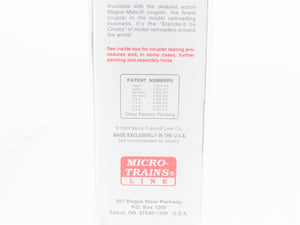 Available with the delayed action
Magne-Matic® coupler, the finest
coupler in the model railroading
business. It's the "Standard by
Choice" of model railroaders around
the world!
See inside box for coupler testing pro-
cedures and, in some cases, further
painting and assembly hints.
PATENT NUMBERS
Other Patents Pending
©1999 Micro-Trains® Line Co.
MADE EXCLUSIVELY IN THE U.S.A.
Not recommended for minors
MICRO-
TRAINS®
LINE
351 Rogue River Parkway
P.O. Box 1200
Talent, OR 97540-1200 U.S.A.